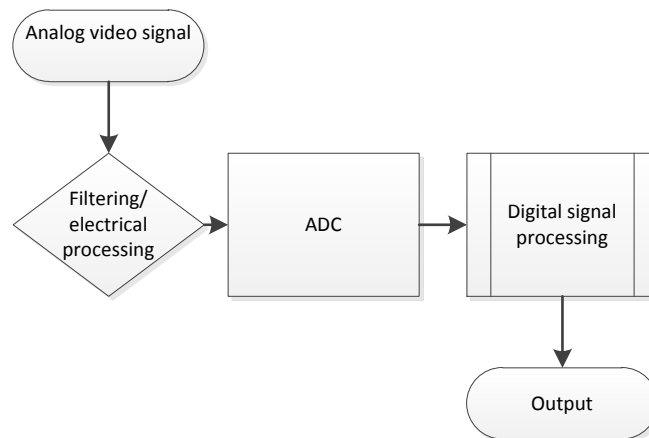 Analog video signal
Filtering/
electrical
processing
ADC
Digital signal
processing
Output